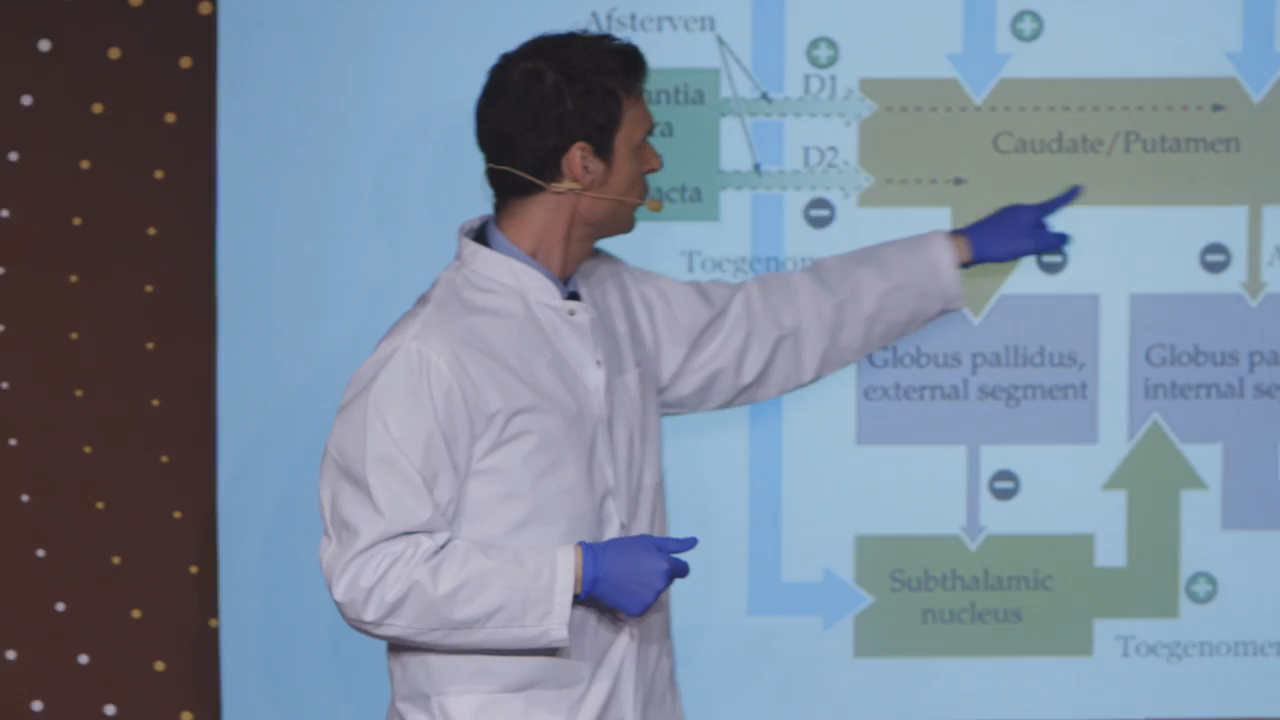 Afsterven
antia
D1
ra
Caudate/Putamen
D2
acta
Toegenom
A
Globus pallidus,
external segment
Globus pa
internal se
Subthalamic
nucleus
Toegenomen